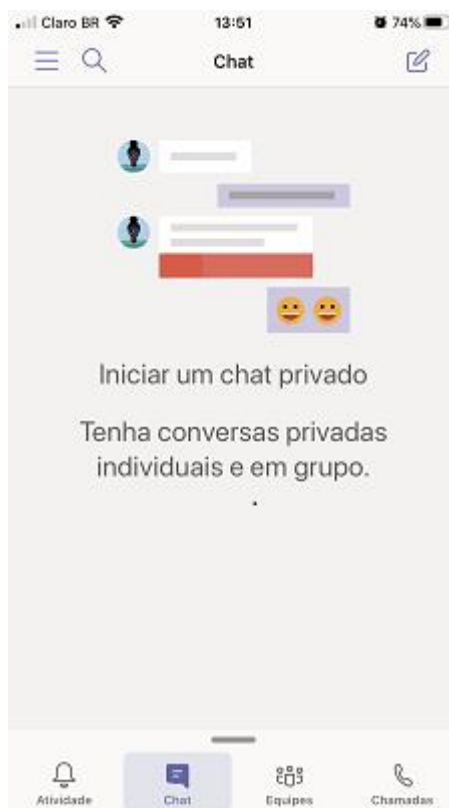 Claro BR 13:51 74%
Chat
Iniciar um chat privado
Tenha conversas privadas
individuais e em grupo.
.
Atividade Chat Equipes Chamadas